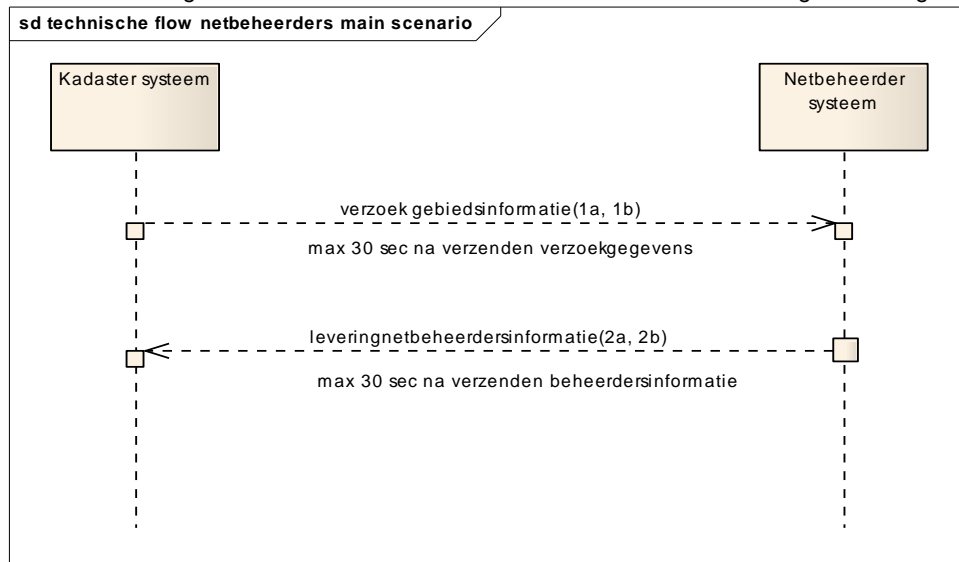 sd technische flow netbeheerders main scenario
Kadaster systeem
Netbeheerder
systeem
verzoek gebiedsinformatie(1a, 1b)
max 30 sec na verzenden verzoekgegevens
leveringnetbeheerdersinformatie(2a, 2b)
max 30 sec na verzenden beheerdersinformatie